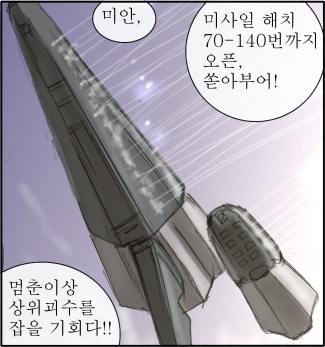 미안,
미사일 해치
70-140번까지
오픈,
쏟아부어!
멈춘이상
상위괴수를
잡을 기회다!!